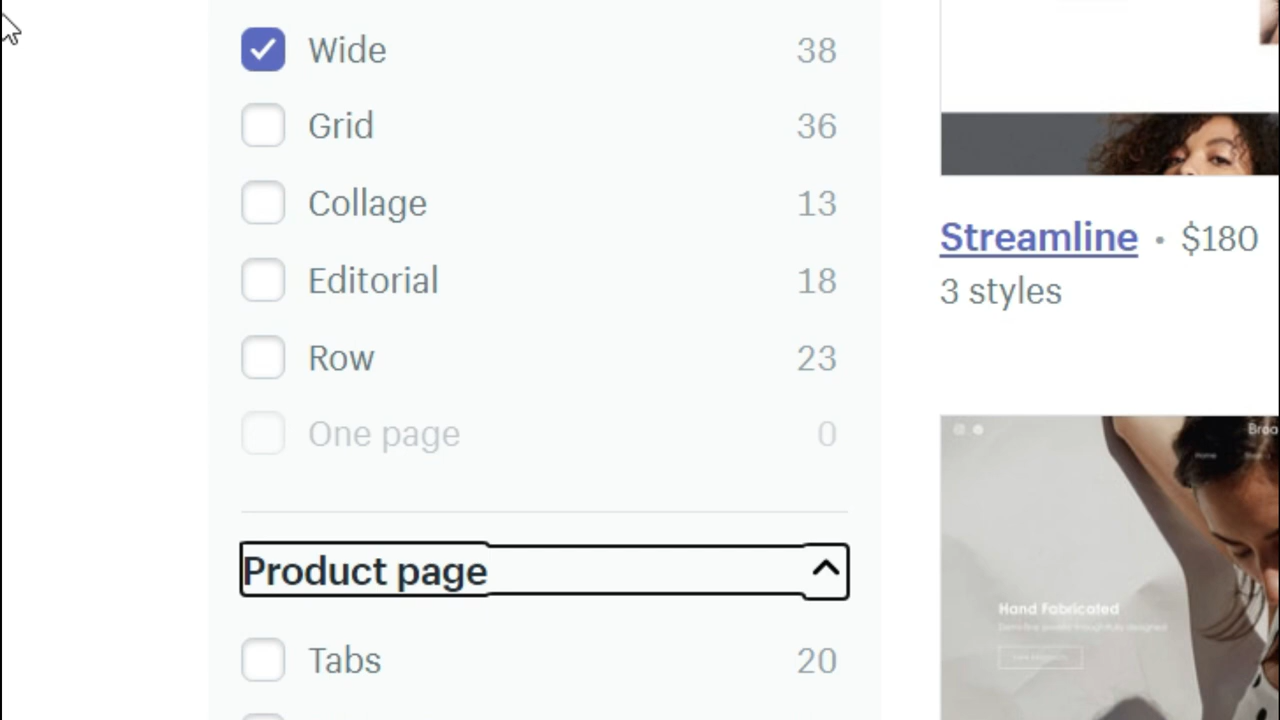 Wide 38
Grid 36
Collage 13
Editorial 18
Row 23
One page 0
Product page
Tabs 20
Streamline • $180
3 styles
Home
Hand Fabricated